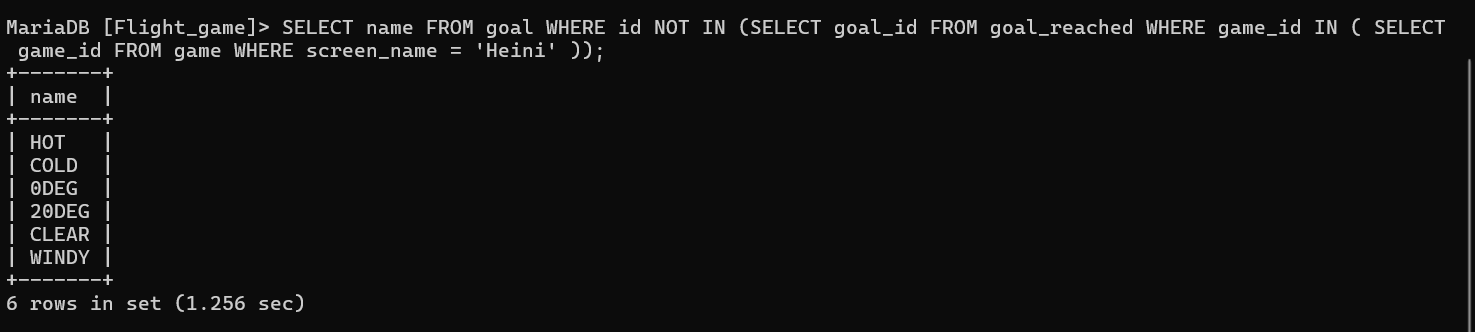 MariaDB [Flight_game]> SELECT name FROM goal WHERE id NOT IN (SELECT goal_id FROM goal_reached WHERE game_id IN ( SELECT
 game_id FROM game WHERE screen_name = 'Heini' ));
+-------+
| name  |
+-------+
| HOT   |
| COLD  |
| 0DEG  |
| 20DEG |
| CLEAR |
| WINDY |
+-------+
6 rows in set (1.256 sec)